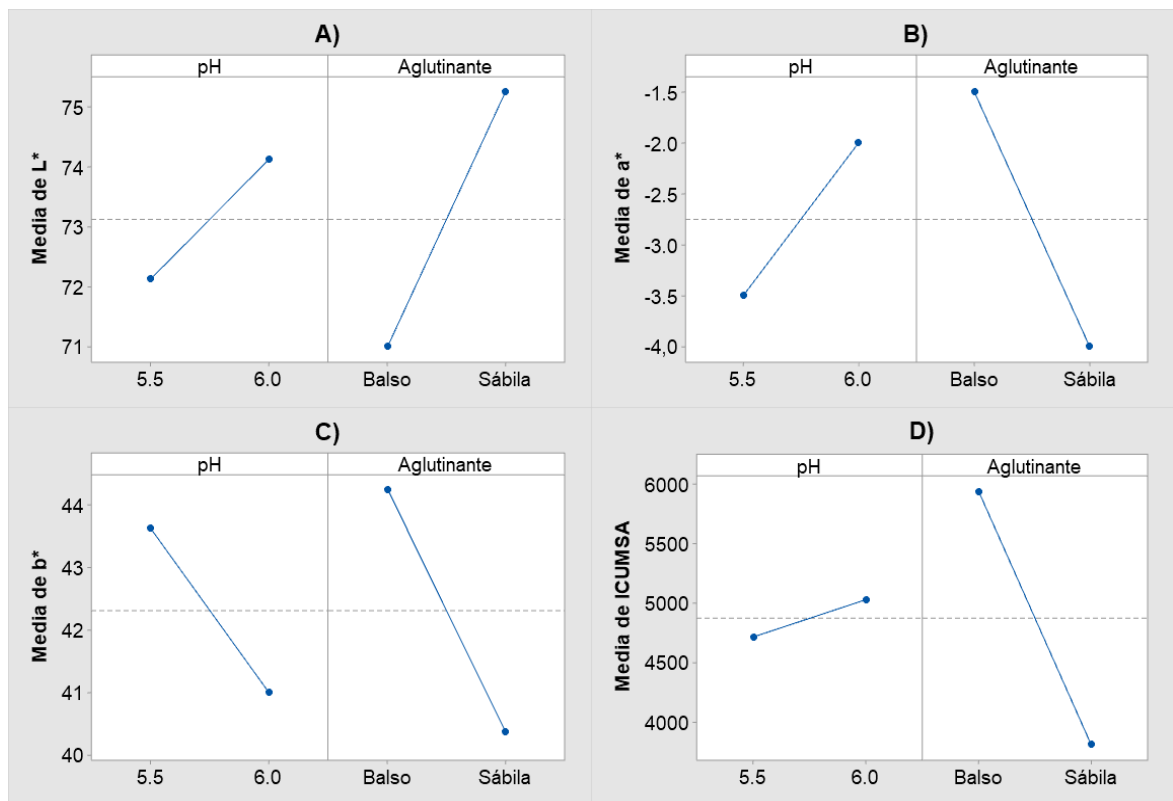 A)
pH Aglutinante
Media de L*
75
74
73
72
71
5.5 6.0 Balso Sábila
B)
pH Aglutinante
Media de a*
-1.5
-2.0
-2.5
-3.0
-3.5
-4,0
5.5 6.0 Balso Sábila
C)
pH Aglutinante
Media de b*
44
43
42
41
40
5.5 6.0 Balso Sábila
D)
pH Aglutinante
Media de ICUMSA
6000
5500
5000
4500
4000
5.5 6.0 Balso Sábila